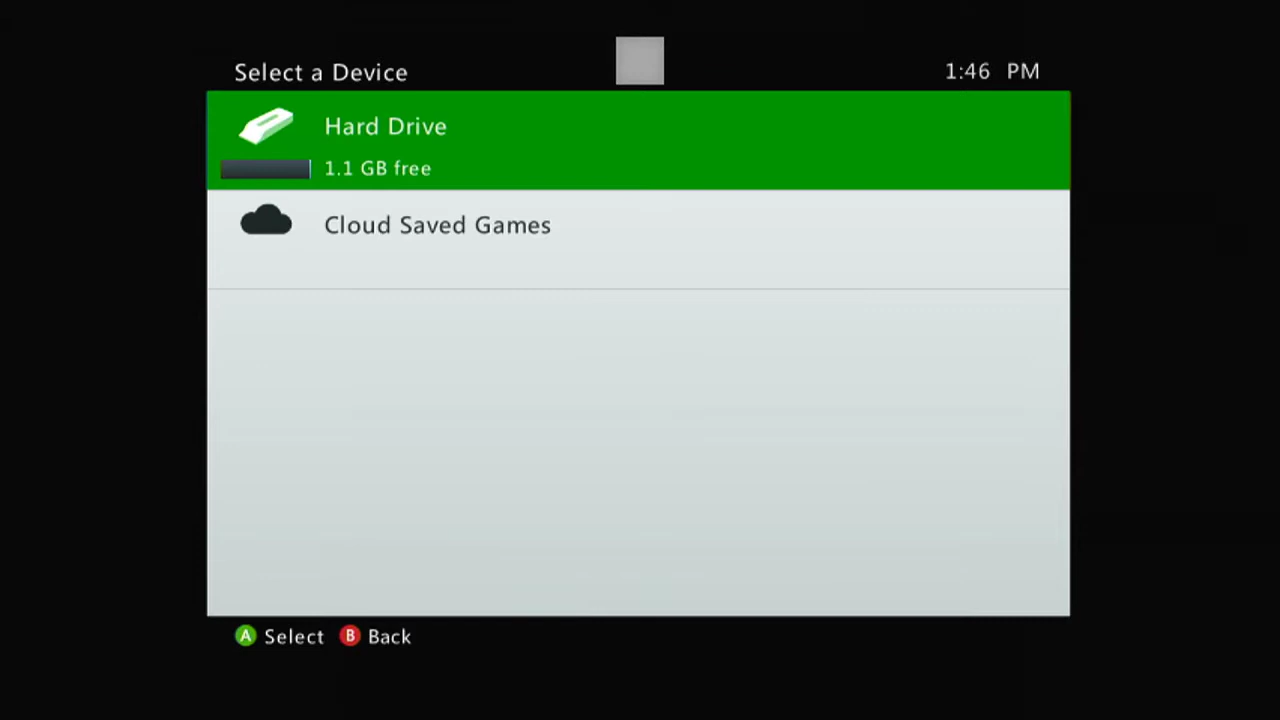 Select a Device
1:46 PM
Hard Drive
1.1 GB free
Cloud Saved Games
A Select B Back